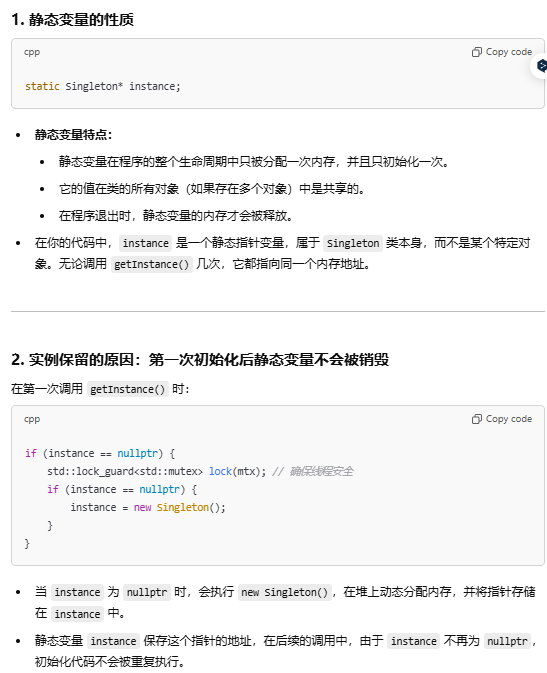 1. 静态变量的性质
cpp
Copy code
static Singleton* instance;
静态变量特点：
静态变量在程序的整个生命周期中只被分配一次内存，并且只初始化一次。
它的值在类的所有对象（如果存在多个对象）中是共享的。
在程序退出时，静态变量的内存才会被释放。
在你的代码中，instance 是一个静态指针变量，属于 Singleton 类本身，而不是某个特定对
象。无论调用 getInstance() 几次，它都指向同一个内存地址。
2. 实例保留的原因：第一次初始化后静态变量不会被销毁
在第一次调用 getInstance() 时：
cpp
Copy code
if (instance == nullptr) {
    std::lock_guard<std::mutex> lock(mtx); // 确保线程安全
    if (instance == nullptr) {
        instance = new Singleton();
    }
}
当 instance 为 nullptr 时，会执行 new Singleton()，在堆上动态分配内存，并将指针存储
在 instance 中。
静态变量 instance 保存这个指针的地址，在后续的调用中，由于 instance 不再为 nullptr，
初始化代码不会被重复执行。